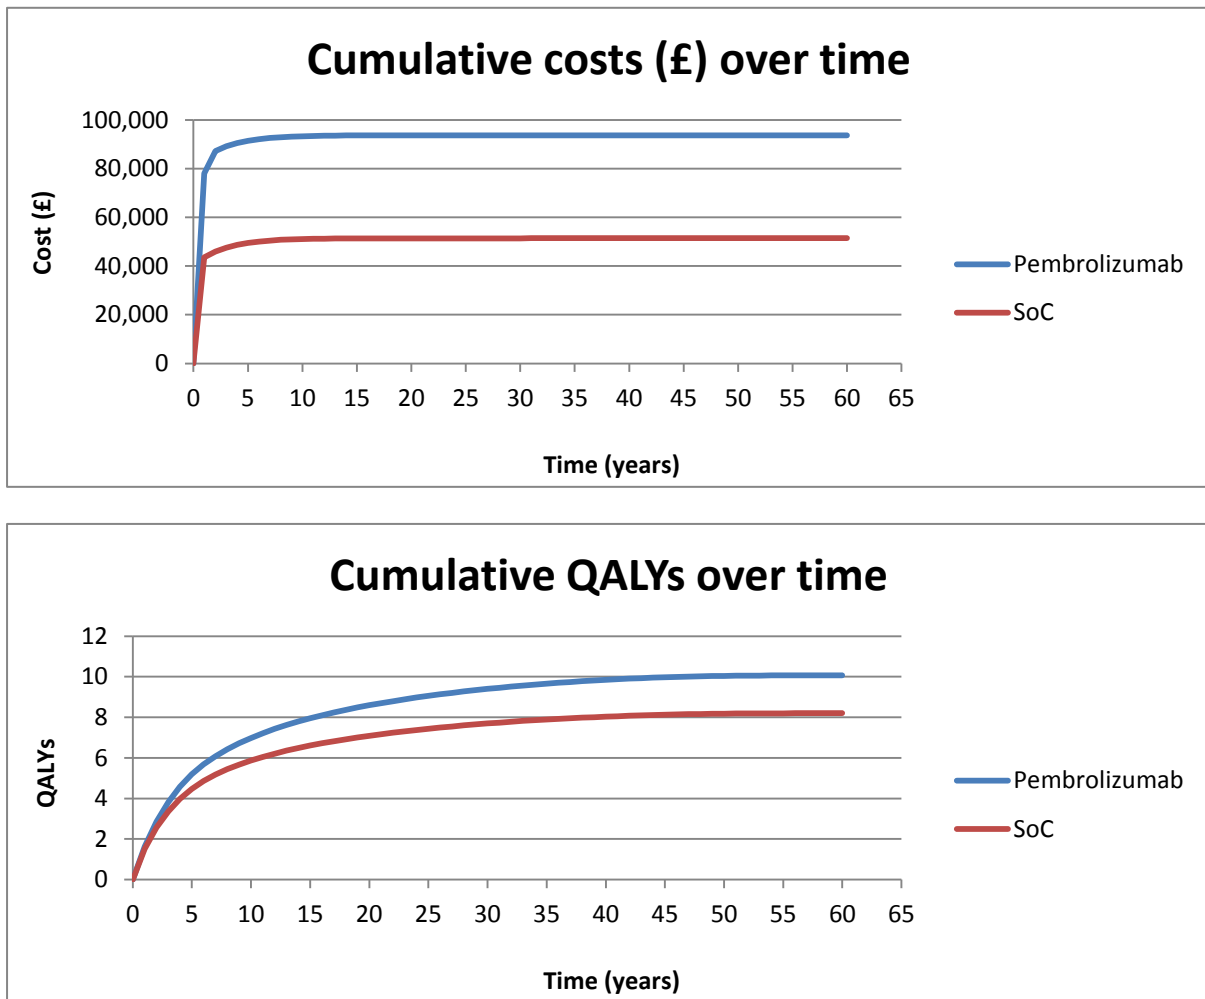 Cumulative costs (£) over time
100,000
80,000
60,000
40,000
20,000
0
Cost (£)
0 5 10 15 20 25 30 35 40 45 50 55 60 65
Time (years)
Pembrolizumab
SoC
Cumulative QALYs over time
12
10
8
6
4
2
0
QALYs
0 5 10 15 20 25 30 35 40 45 50 55 60 65
Time (years)
Pembrolizumab
SoC